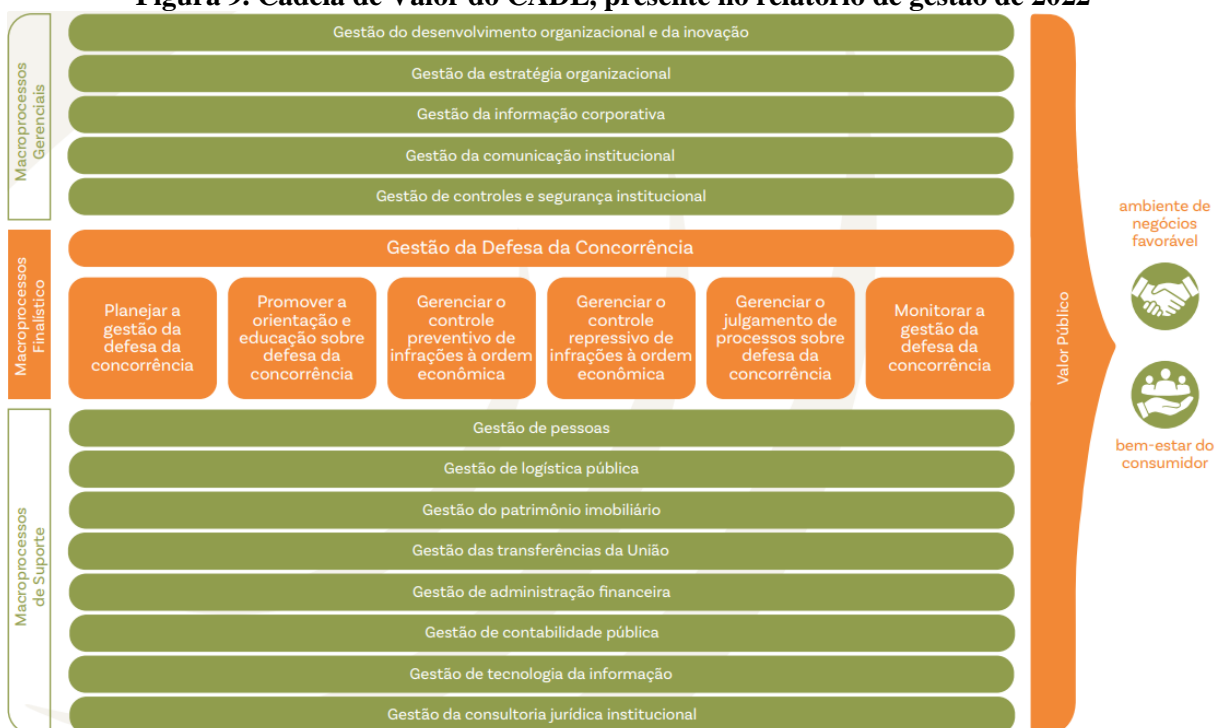 Figura 9: Cadeia de Valor do CADE, presente no relatório de gestão de 2022
Macroprocessos
Gerenciais
Gestão do desenvolvimento organizacional e da inovação
Gestão da estratégia organizacional
Gestão da informação corporativa
Gestão da comunicação institucional
Gestão de controles e segurança institucional
Macroprocessos
Finalístico
Gestão da Defesa da Concorrência
Planejar a
gestão da
defesa da
concorrência
Promover a
orientação e
educação sobre
defesa da
concorrência
Gerenciar o
controle
preventivo de
infrações à ordem
econômica
Gerenciar o
controle
repressivo de
infrações à ordem
econômica
Gerenciar o
julgamento de
processos sobre
defesa da
concorrência
Monitorar a
gestão da
defesa da
concorrência
Macroprocessos
de Suporte
Gestão de pessoas
Gestão de logística pública
Gestão do patrimônio imobiliário
Gestão das transferências da União
Gestão de administração financeira
Gestão de contabilidade pública
Gestão de tecnologia da informação
Gestão da consultoria jurídica institucional
Valor Público
ambiente de
negócios
favorável
bem-estar do
consumidor